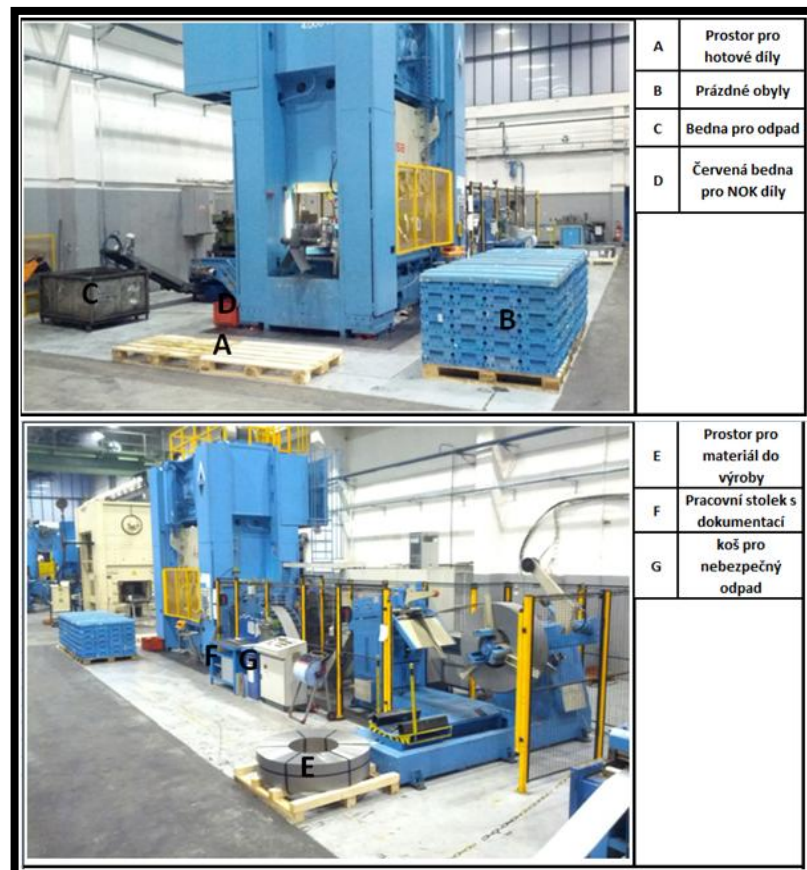 A
Prostor pro
hotové díly
B
Prázdné obyly
C
Bedna pro odpad
D
Červená bedna
pro NOK díly
C
D
A
B
E
Prostor pro
materiál do
výroby
F
Pracovní stolek s
dokumentací
G
koš pro
nebezpečný
odpad
F
G
E